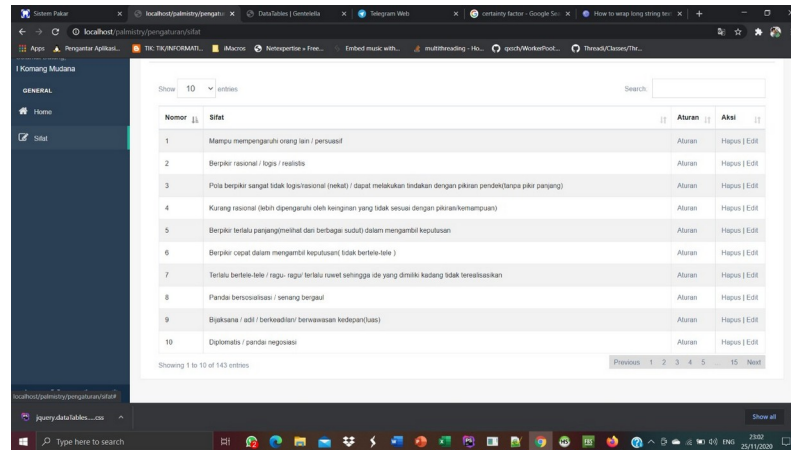 Sistem Pakar
localhost/palmistry/pengatu
DataTables | Gentelella
Telegram Web
certainty factor - Google Se
How to wrap long string tex
localhost/palmistry/pengaturan/sifat
Apps
Pengantar Aplikasi...
TIK: TIK/INFORMATI...
iMacros
Netexpertise » Free...
Embed music with...
multithreading - Ho...
Thread/Classes/Thr...
I Komang Mudana
GENERAL
Home
Sifat
Show 10 entries
Search:
Nomor Sifat Aturan Aksi
1 Mampu mempengaruhi orang lain / persuasif Aturan Hapus | Edit
2 Berpikir rasional / logis / realistis Aturan Hapus | Edit
3 Pola berpikir sangat tidak logis/rasional (nekat) / dapat melakukan tindakan dengan pikiran pendek(tanpa pikir panjang) Aturan Hapus | Edit
4 Kurang rasional (lebih dipengaruhi oleh keinginan yang tidak sesuai dengan pikiran/kemampuan) Aturan Hapus | Edit
5 Berpikir terlalu panjang(melihat dari berbagai sudut) dalam mengambil keputusan Aturan Hapus | Edit
6 Berpikir cepat dalam mengambil keputusan( tidak bertele-tele ) Aturan Hapus | Edit
7 Terlalu bertele-tele / ragu- ragu/ terlalu ruwet sehingga ide yang dimiliki kadang tidak terealisasikan Aturan Hapus | Edit
8 Pandai bersosialisasi / senang bergaul Aturan Hapus | Edit
9 Bijaksana / adil / berkeadilan/ berwawasan kedepan(luas) Aturan Hapus | Edit
10 Diplomatis / pandai negosiasi Aturan Hapus | Edit
Showing 1 to 10 of 143 entries
Previous 1 2 3 4 5 ... 15 Next
localhost/palmistry/pengaturan/sifat#
jquery.dataTables....css
Show all
Type here to search
ENG
23:02
25/11/2020